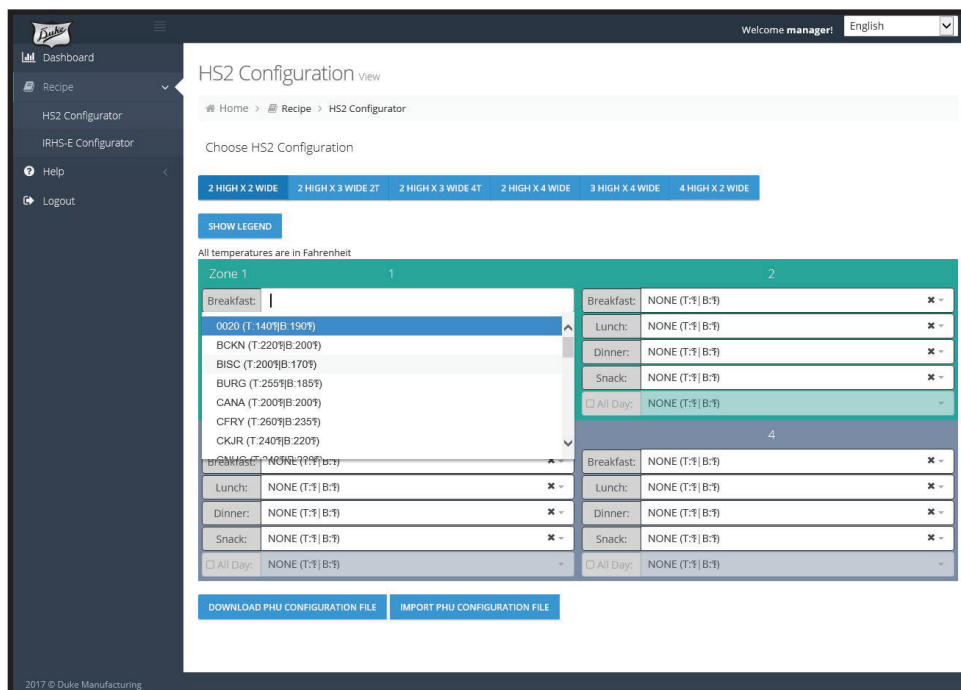 Duke
Welcome manager!
English
Dashboard
Recipe
HS2 Configurator
IRHS-E Configurator
Help
Logout
HS2 Configuration View
Home > Recipe > HS2 Configurator
Choose HS2 Configuration
2 HIGH X 2 WIDE 2 HIGH X 3 WIDE 2T 2 HIGH X 3 WIDE 4T 2 HIGH X 4 WIDE 3 HIGH X 4 WIDE 4 HIGH X 2 WIDE
SHOW LEGEND
All temperatures are in Fahrenheit
Zone 1 1 2
Breakfast:
0020 (T:140°F|B:190°F)
BCKN (T:220°F|B:200°F)
BISC (T:200°F|B:170°F)
BURG (T:255°F|B:185°F)
CANA (T:200°F|B:200°F)
CFRY (T:260°F|B:235°F)
CKJR (T:240°F|B:220°F)
Breakfast: NONE (T:°F| B:°F)
Lunch: NONE (T:°F| B:°F)
Dinner: NONE (T:°F| B:°F)
Snack: NONE (T:°F| B:°F)
All Day: NONE (T:°F| B:°F)
4
Breakfast: NONE (T:°F| B:°F)
Lunch: NONE (T:°F| B:°F)
Dinner: NONE (T:°F| B:°F)
Snack: NONE (T:°F| B:°F)
All Day: NONE (T:°F| B:°F)
Breakfast: NONE (T:°F| B:°F)
Lunch: NONE (T:°F| B:°F)
Dinner: NONE (T:°F| B:°F)
Snack: NONE (T:°F| B:°F)
All Day: NONE (T:°F| B:°F)
DOWNLOAD PHU CONFIGURATION FILE IMPORT PHU CONFIGURATION FILE
2017 © Duke Manufacturing